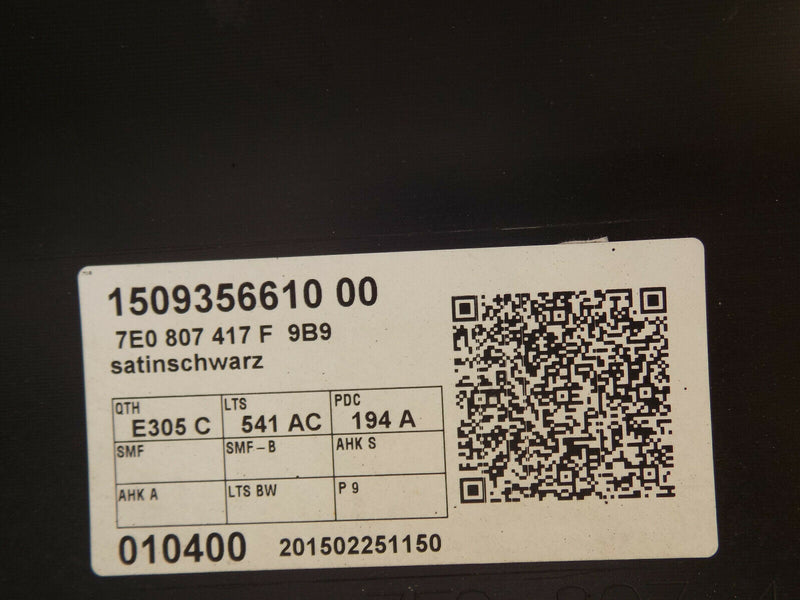 1509356610 00
7E0 807 417 F 9B9
satinschwarz
QTH E305 C LTS 541 AC PDC 194 A
SMF SMF-B AHK S
AHK A LTS BW P 9
010400 201502251150